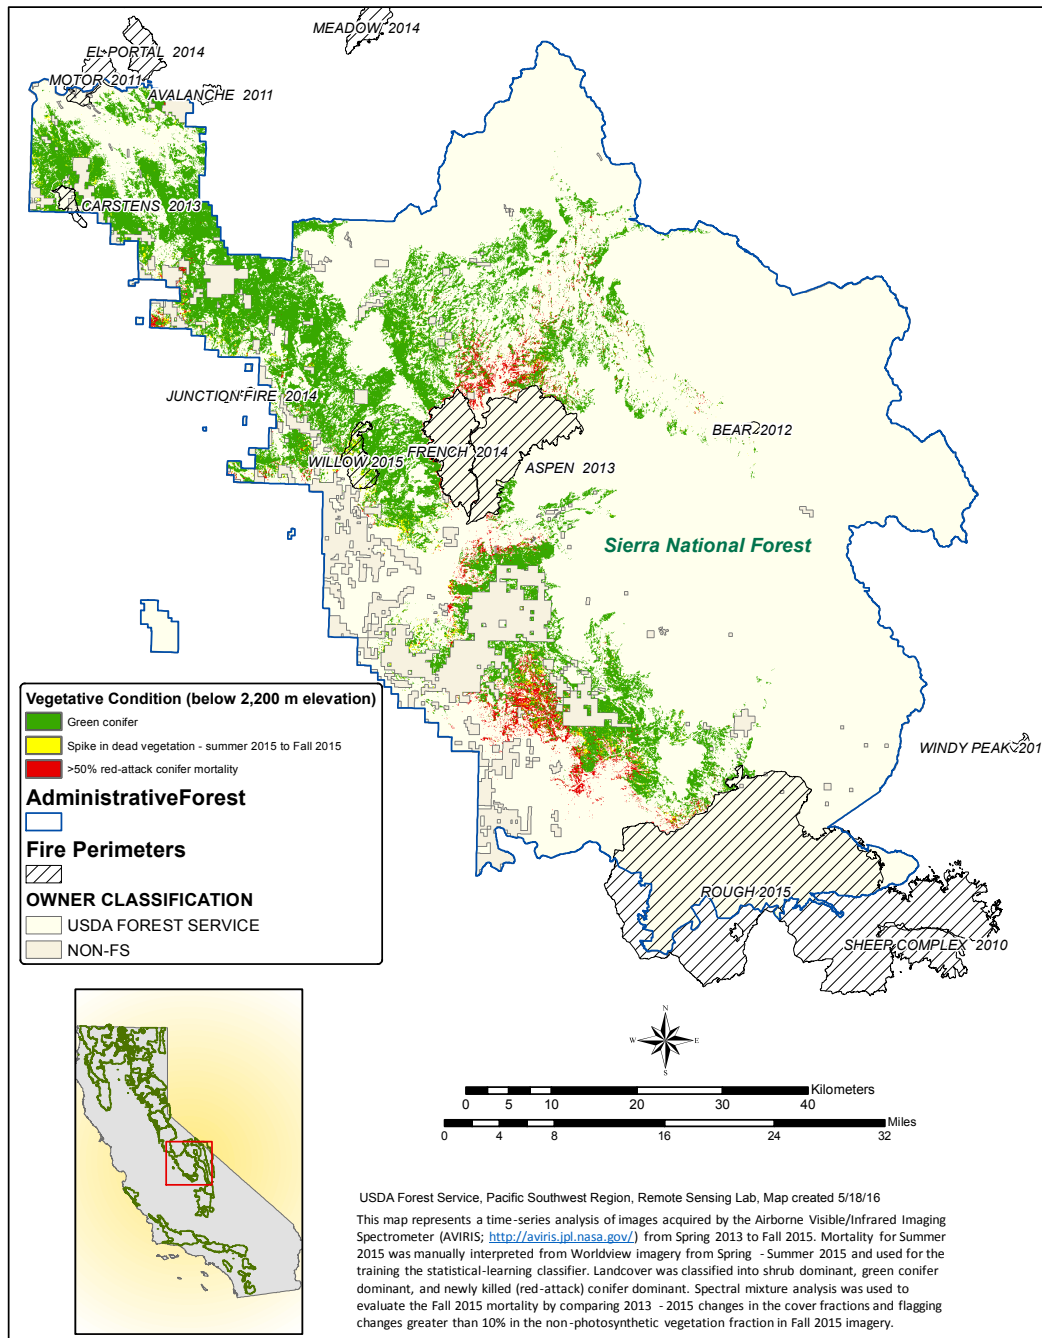 MEADOW 2014
EL PORTAL 2014
MOTOR 2011
AVALANCHE 2011
CARSTENS 2013
JUNCTION FIRE 2014
BEAR 2012
FRENCH 2014
WILLOW 2015
ASPEN 2013
Sierra National Forest
WINDY PEAK 201
ROUGH 2015
SHEEP COMPLEX 2010
Vegetative Condition (below 2,200 m elevation)
Green conifer
Spike in dead vegetation - summer 2015 to Fall 2015
>50% red-attack conifer mortality
AdministrativeForest
Fire Perimeters
OWNER CLASSIFICATION
USDA FOREST SERVICE
NON-FS
N
W E
S
Kilometers
0 5 10 20 30 40
Miles
0 4 8 16 24 32
USDA Forest Service, Pacific Southwest Region, Remote Sensing Lab, Map created 5/18/16
This map represents a time-series analysis of images acquired by the Airborne Visible/Infrared Imaging
Spectrometer (AVIRIS; http://aviris.jpl.nasa.gov/) from Spring 2013 to Fall 2015. Mortality for Summer
2015 was manually interpreted from Worldview imagery from Spring - Summer 2015 and used for the
training the statistical-learning classifier. Landcover was classified into shrub dominant, green conifer
dominant, and newly killed (red-attack) conifer dominant. Spectral mixture analysis was used to
evaluate the Fall 2015 mortality by comparing 2013 - 2015 changes in the cover fractions and flagging
changes greater than 10% in the non-photosynthetic vegetation fraction in Fall 2015 imagery.